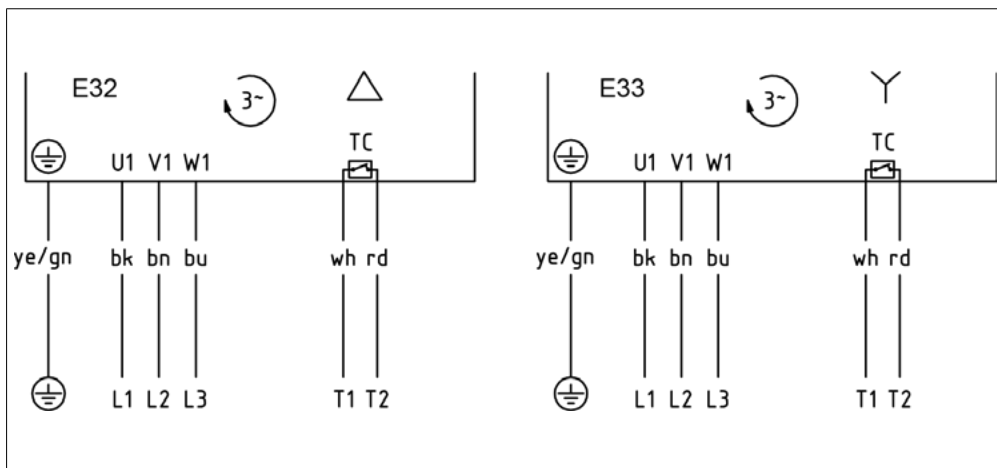 E32
3~
TC
U1 V1 W1
ye/gn bk bn bu wh rd
L1 L2 L3 T1 T2
E33
3~
TC
U1 V1 W1
ye/gn bk bn bu wh rd
L1 L2 L3 T1 T2